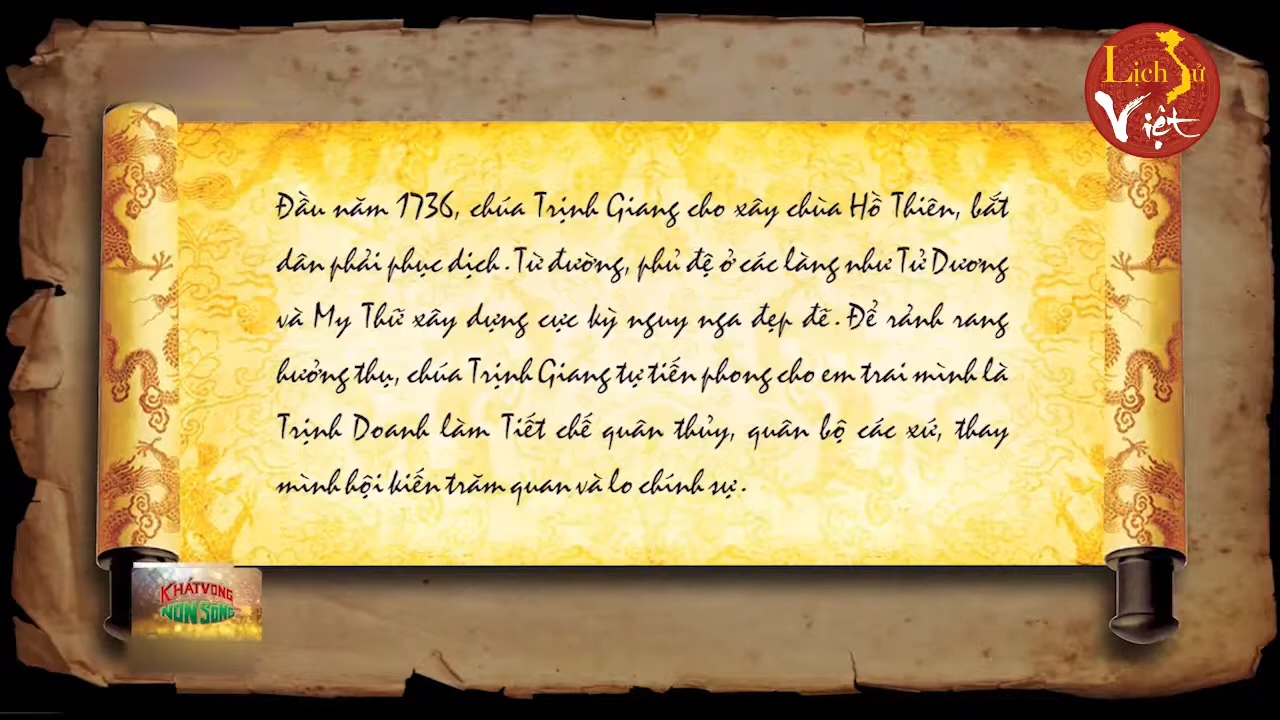 Lịch Sử
Việt
Đầu năm 1736, chúa Trịnh Giang cho xây chùa Hồ Thiên, bắt
dân phải phục dịch. Từ đường, phủ đệ ở các làng như Tử Dương
và My Thữ xây dựng cực kỳ nguy nga đẹp đẽ. Để rảnh rang
hưởng thụ, chúa Trịnh Giang tự tiến phong cho em trai mình là
Trịnh Doanh làm Tiết chế quân thủy, quân bộ các xứ, thay
mình hội kiến trăm quan và lo chính sự.
KHÁT VỌNG
NON SÔNG